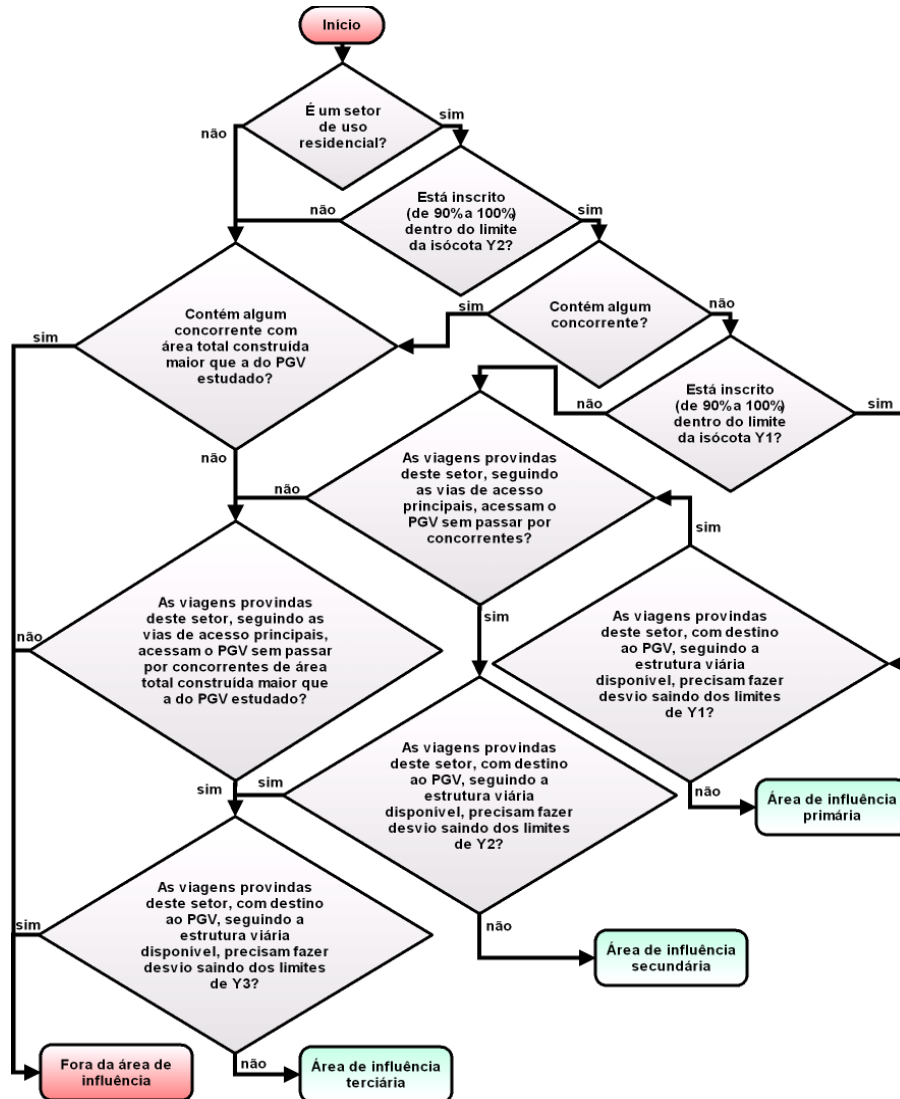 Início
É um setor
de uso
residencial?
não
sim
Está inscrito
(de 90% a 100%)
dentro do limite
da isócota Y2?
não
sim
Contém algum
concorrente?
sim
não
Contém algum
concorrente com
área total construída
maior que a do PGV
estudado?
sim
não
Está inscrito
(de 90% a 100%)
dentro do limite
da isócota Y1?
não
sim
As viagens provindas
deste setor, seguindo
as vias de acesso
principais, acessam o
PGV sem passar por
concorrentes?
não
sim
As viagens provindas
deste setor, seguindo as
vias de acesso principais,
acessam o PGV sem passar
por concorrentes de área
total construída maior que
a do PGV estudado?
não
sim
As viagens provindas
deste setor, com destino
ao PGV, seguindo a
estrutura viária
disponível, precisam fazer
desvio saindo dos limites
de Y1?
sim
não
Área de influência
primária
As viagens provindas
deste setor, com destino
ao PGV, seguindo a
estrutura viária
disponível, precisam fazer
desvio saindo dos limites
de Y2?
sim
não
Área de influência
secundária
As viagens provindas
deste setor, com destino
ao PGV, seguindo a
estrutura viária
disponível, precisam fazer
desvio saindo dos limites
de Y3?
sim
não
Fora da área de
influência
Área de influência
terciária